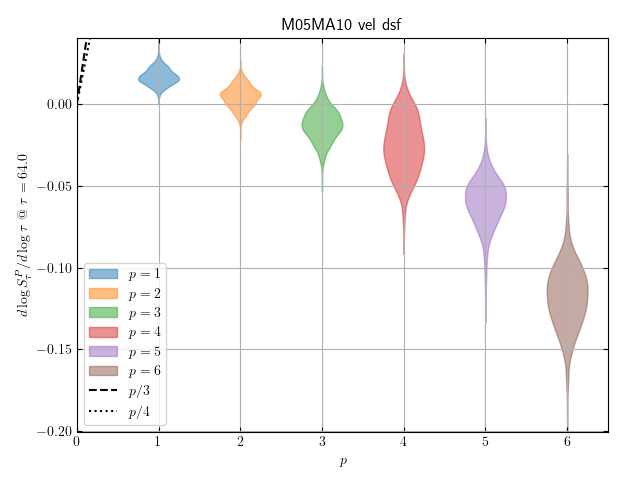 M05MA10 vel dsf
d log S_τ^P / d log τ @ τ = 64.0
0.00
−0.05
−0.10
−0.15
−0.20
p = 1
p = 2
p = 3
p = 4
p = 5
p = 6
p/3
p/4
0 1 2 3 4 5 6
p